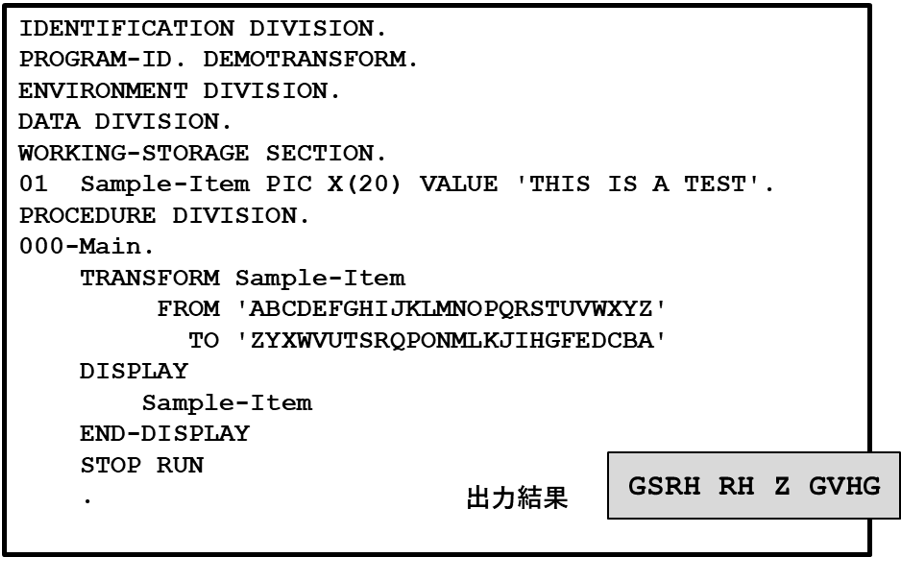 IDENTIFICATION DIVISION.
PROGRAM-ID. DEMOTRANSFORM.
ENVIRONMENT DIVISION.
DATA DIVISION.
WORKING-STORAGE SECTION.
01  Sample-Item PIC X(20) VALUE 'THIS IS A TEST'.
PROCEDURE DIVISION.
000-Main.
    TRANSFORM Sample-Item
         FROM 'ABCDEFGHIJKLMNOPQRSTUVWXYZ'
           TO 'ZYXWVUTSRQPONMLKJIHGFEDCBA'
    DISPLAY
        Sample-Item
    END-DISPLAY
    STOP RUN
    .
出力結果
GSRH RH Z GVHG